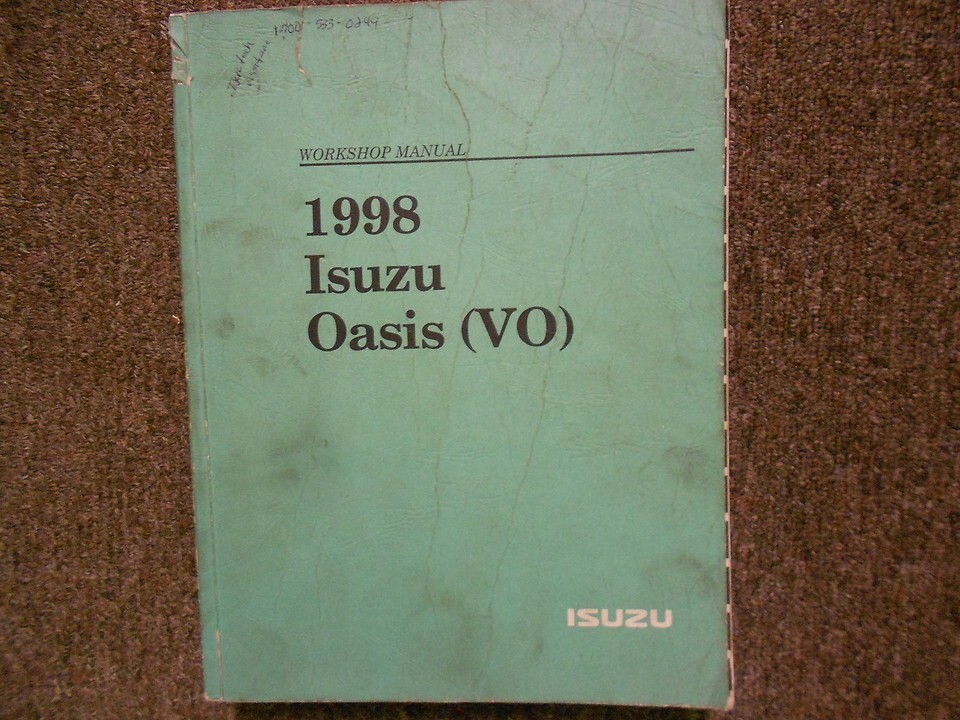 WORKSHOP MANUAL
1998
Isuzu
Oasis (VO)
ISUZU